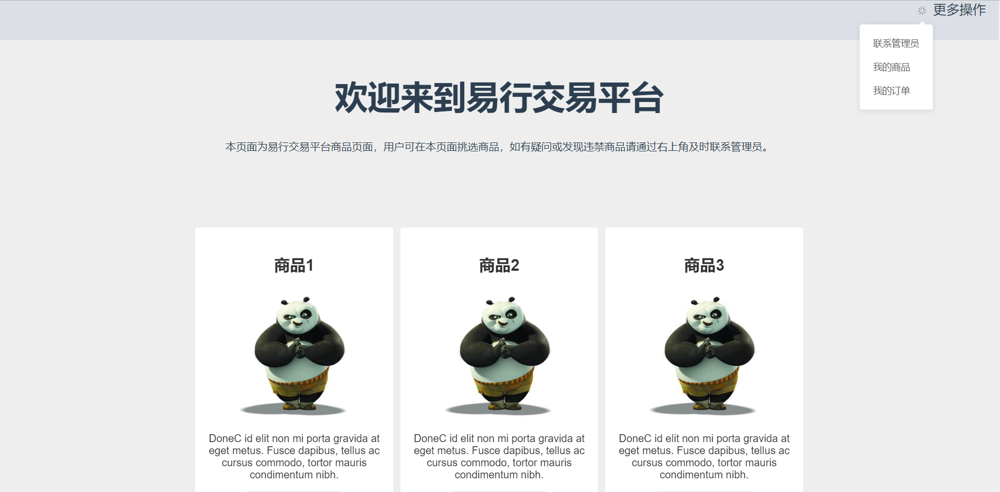 更多操作
联系管理员
我的商品
我的订单
欢迎来到易行交易平台
本页面为易行交易平台商品页面，用户可在本页面挑选商品，如有疑问或发现违禁商品请通过右上角及时联系管理员。
商品1
DoneC id elit non mi porta gravida at
eget metus. Fusce dapibus, tellus ac
cursus commodo, tortor mauris
condimentum nibh.
商品2
DoneC id elit non mi porta gravida at
eget metus. Fusce dapibus, tellus ac
cursus commodo, tortor mauris
condimentum nibh.
商品3
DoneC id elit non mi porta gravida at
eget metus. Fusce dapibus, tellus ac
cursus commodo, tortor mauris
condimentum nibh.